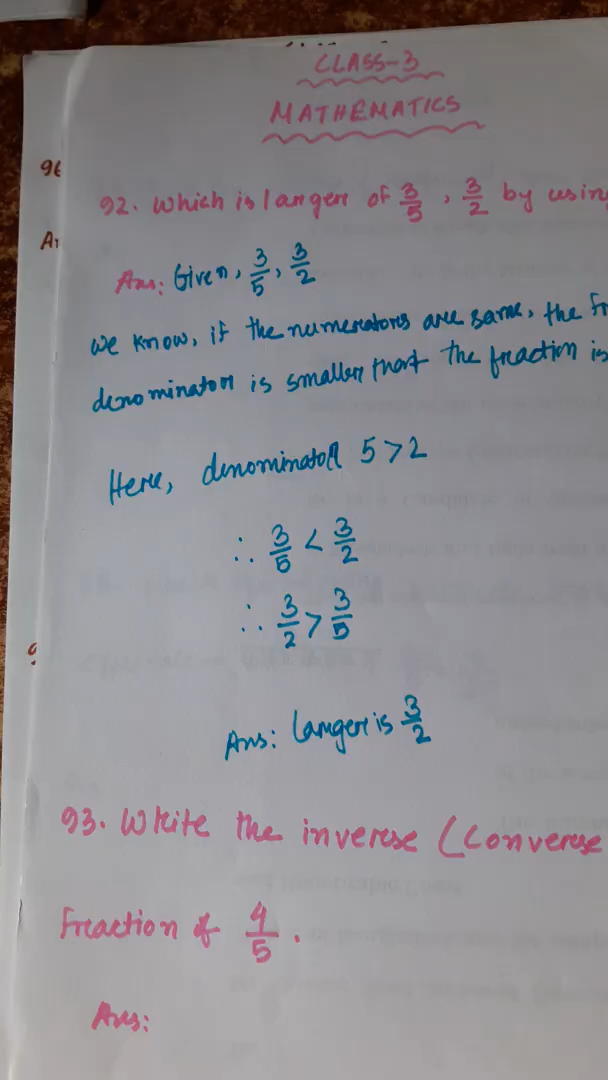 CLASS-3
MATHEMATICS
96
92. Which is larger of 3/5, 3/2 by using
Ans: Given, 3/5, 3/2
we know, if the numerators are same, the fr
denominator is smaller that the fraction is
Here, denominator 5>2
∴ 3/5 < 3/2
∴ 3/2 > 3/5
Ans: Larger is 3/2
93. Write the inverse (Converse
Fraction of 4/5.
Ans: